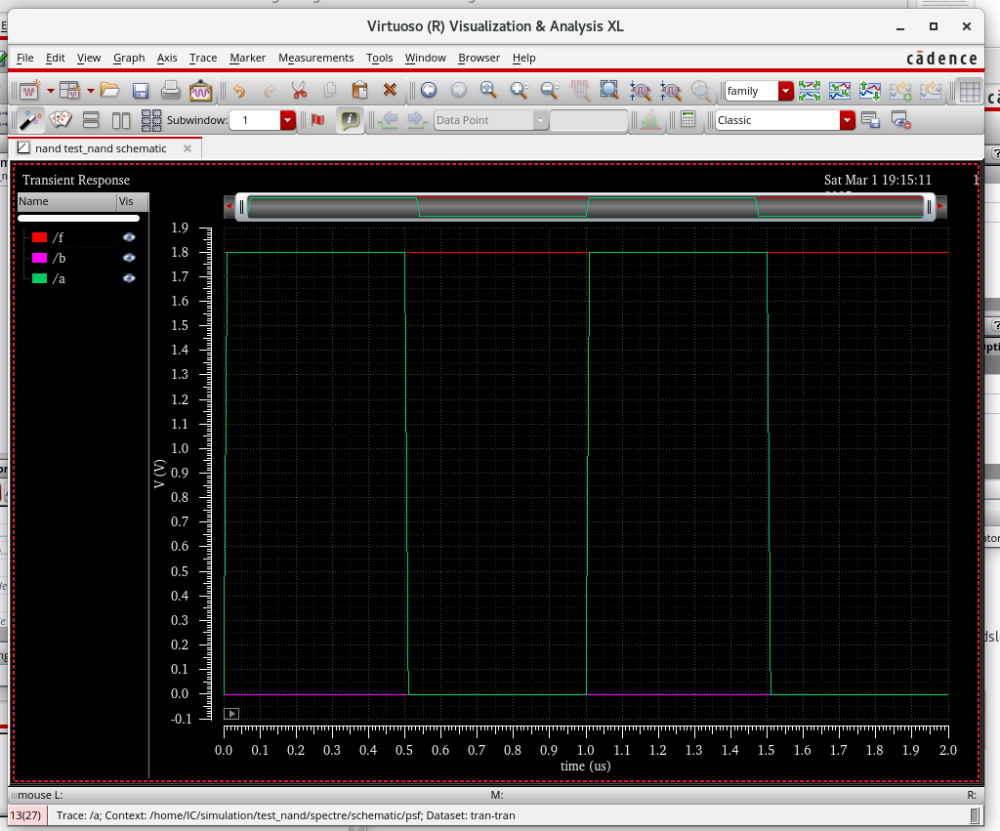 Virtuoso (R) Visualization & Analysis XL
File Edit View Graph Axis Trace Marker Measurements Tools Window Browser Help
cādence
family
Subwindow: 1
Data Point
Classic
nand test_nand schematic
Transient Response
Sat Mar 1 19:15:11
1
Name Vis
/f
/b
/a
1.9
1.8
1.7
1.6
1.5
1.4
1.3
1.2
1.1
1.0
0.9
0.8
0.7
0.6
0.5
0.4
0.3
0.2
0.1
0.0
-0.1
V (V)
0.0 0.1 0.2 0.3 0.4 0.5 0.6 0.7 0.8 0.9 1.0 1.1 1.2 1.3 1.4 1.5 1.6 1.7 1.8 1.9 2.0
time (us)
mouse L: M: R:
13(27) Trace: /a; Context: /home/IC/simulation/test_nand/spectre/schematic/psf; Dataset: tran-tran